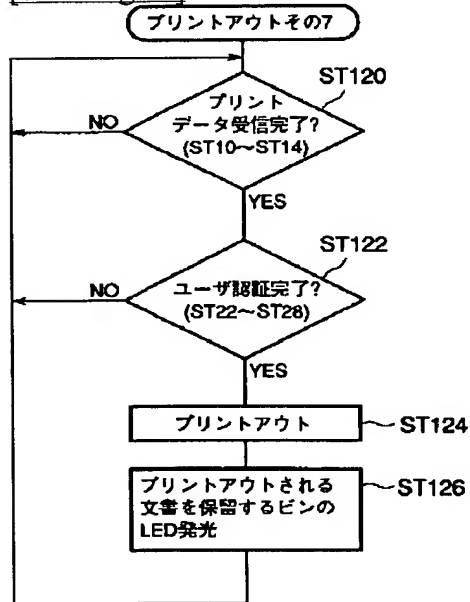 プリントアウトその7
ST120
プリント
データ受信完了?
(ST10〜ST14)
NO
YES
ST122
ユーザ認証完了?
(ST22〜ST28)
NO
YES
プリントアウト
ST124
プリントアウトされる
文書を保留するビンの
LED発光
ST126